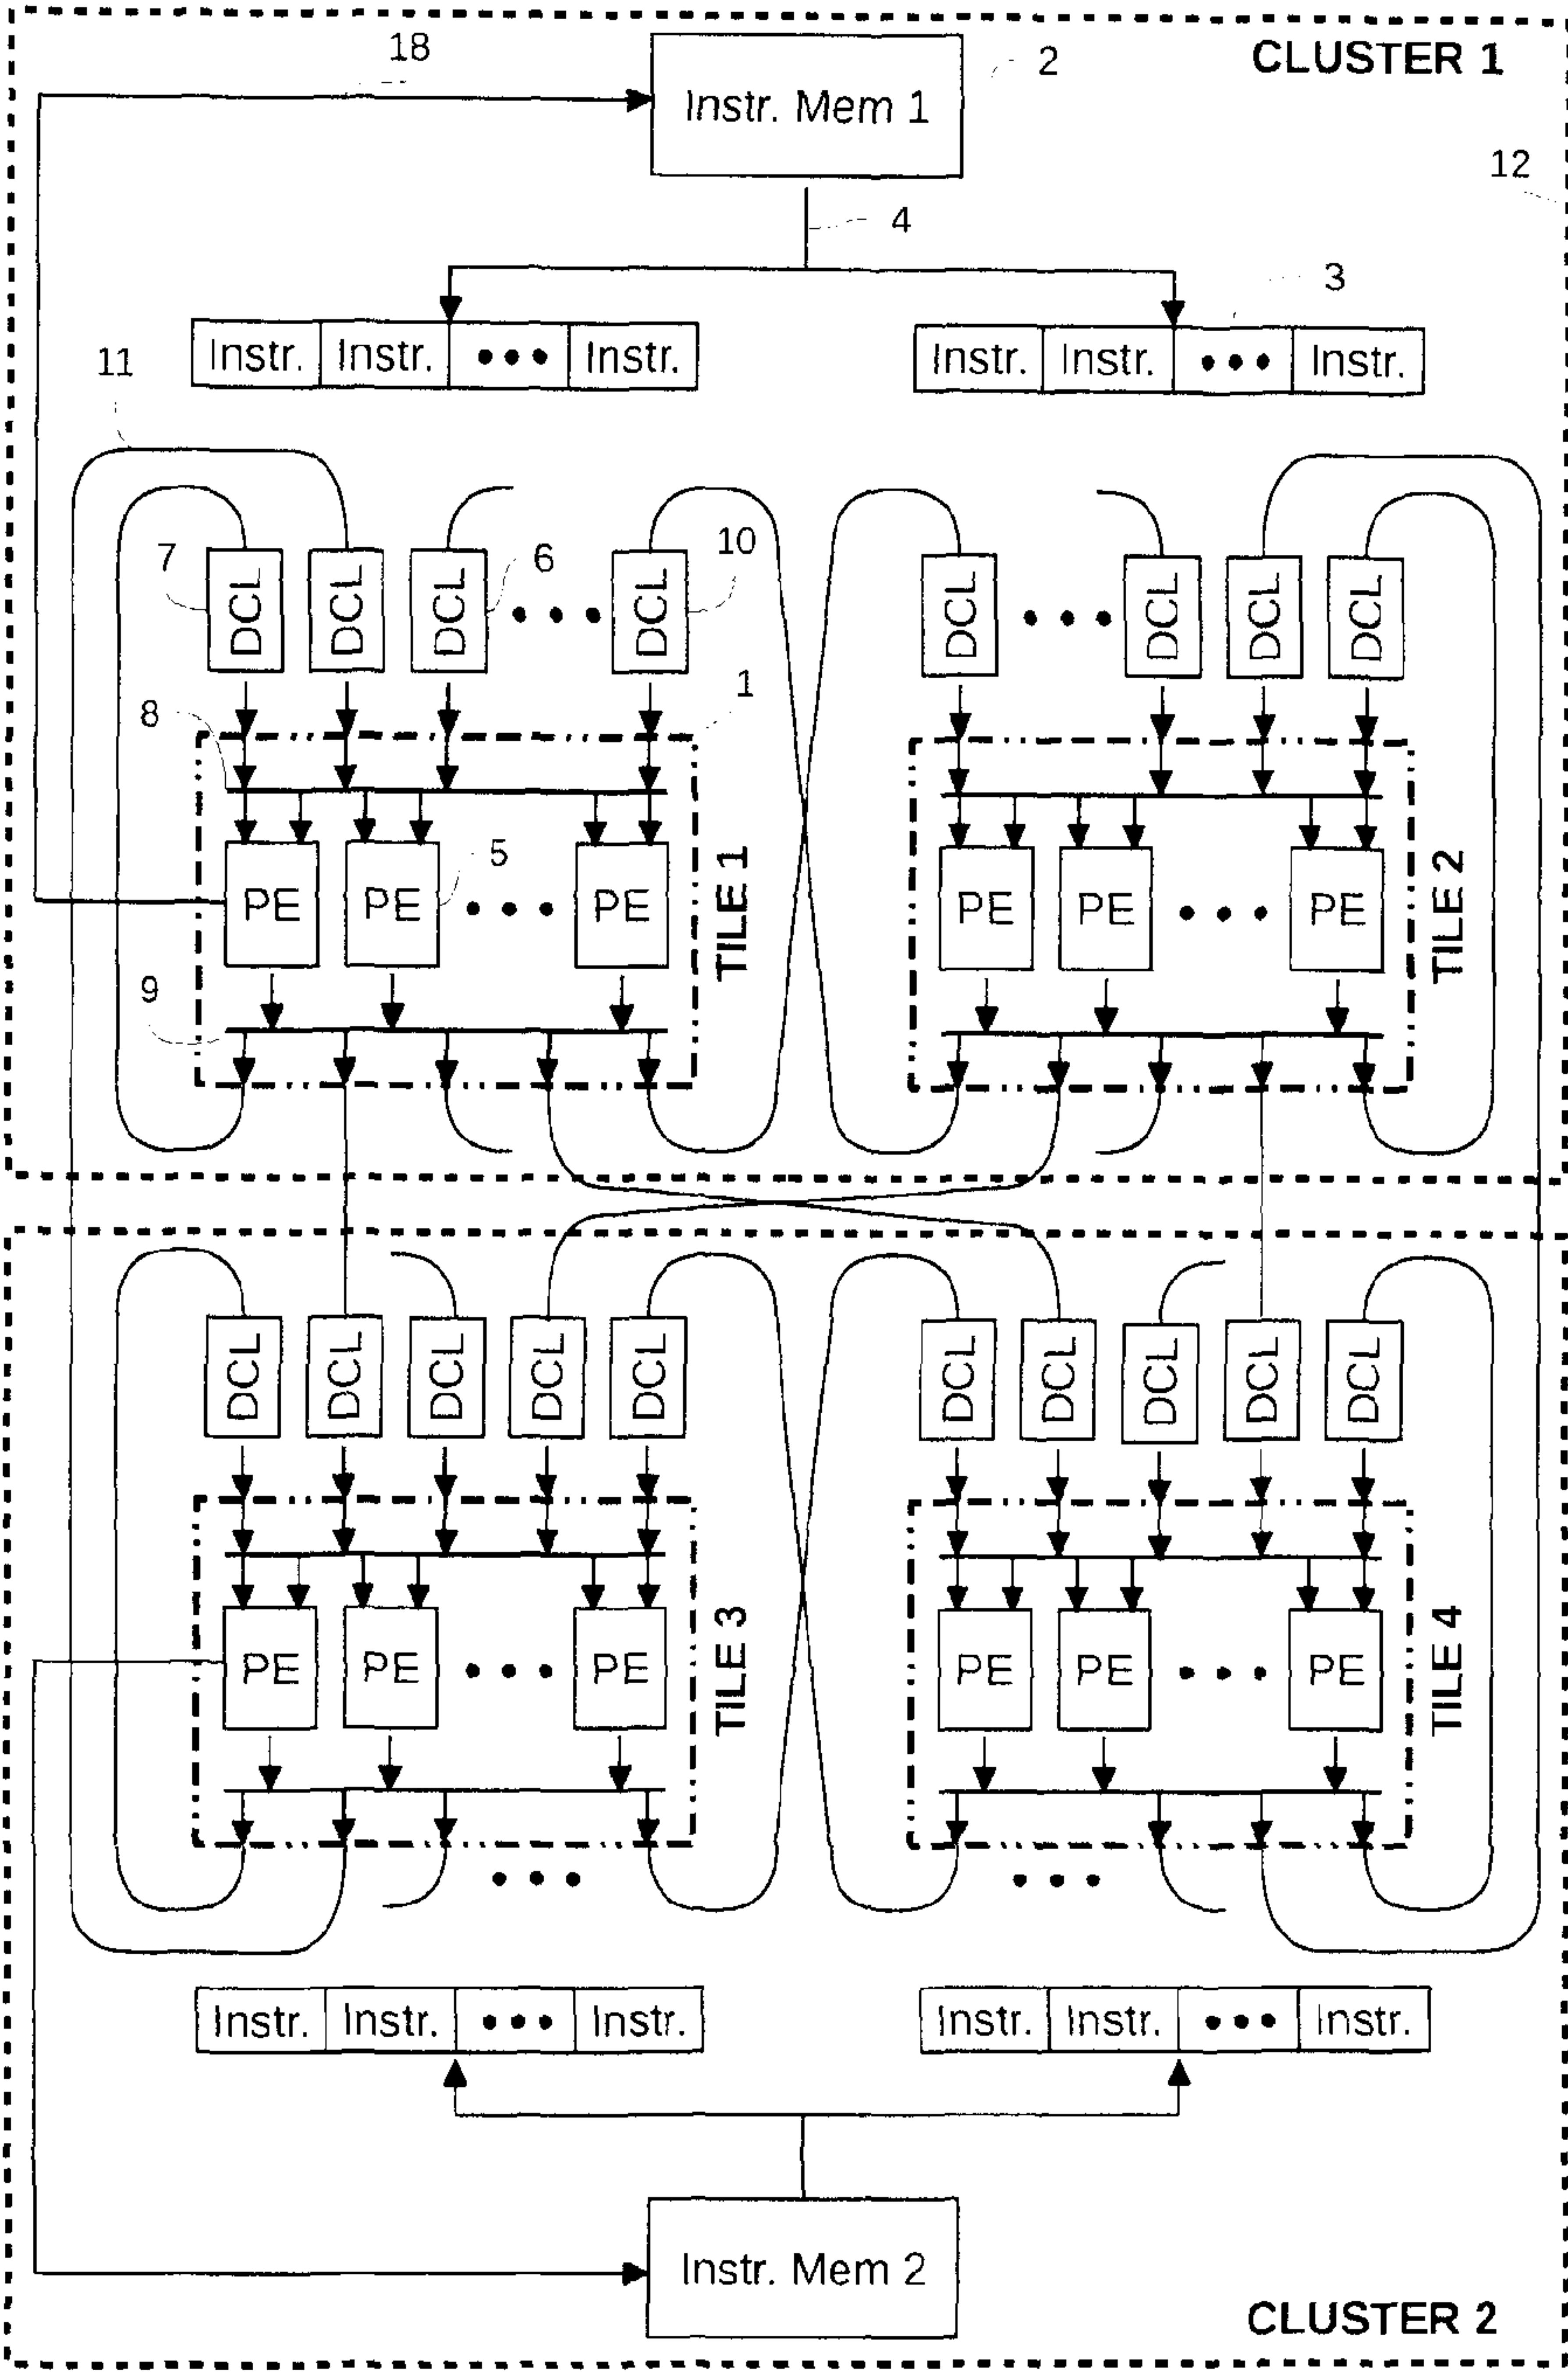 18
2
CLUSTER 1
Instr. Mem 1
12
4
3
Instr. Instr. ••• Instr.
Instr. Instr. ••• Instr.
11
7
DCL
DCL
DCL
6
•••
DCL
10
DCL
•••
DCL
DCL
DCL
8
1
PE
PE
5
•••
PE
TILE 1
PE
PE
•••
PE
TILE 2
9
DCL
DCL
DCL
DCL
DCL
DCL
DCL
DCL
DCL
DCL
PE
PE
•••
PE
TILE 3
PE
PE
•••
PE
TILE 4
•••
•••
Instr. Instr. ••• Instr.
Instr. Instr. ••• Instr.
Instr. Mem 2
CLUSTER 2